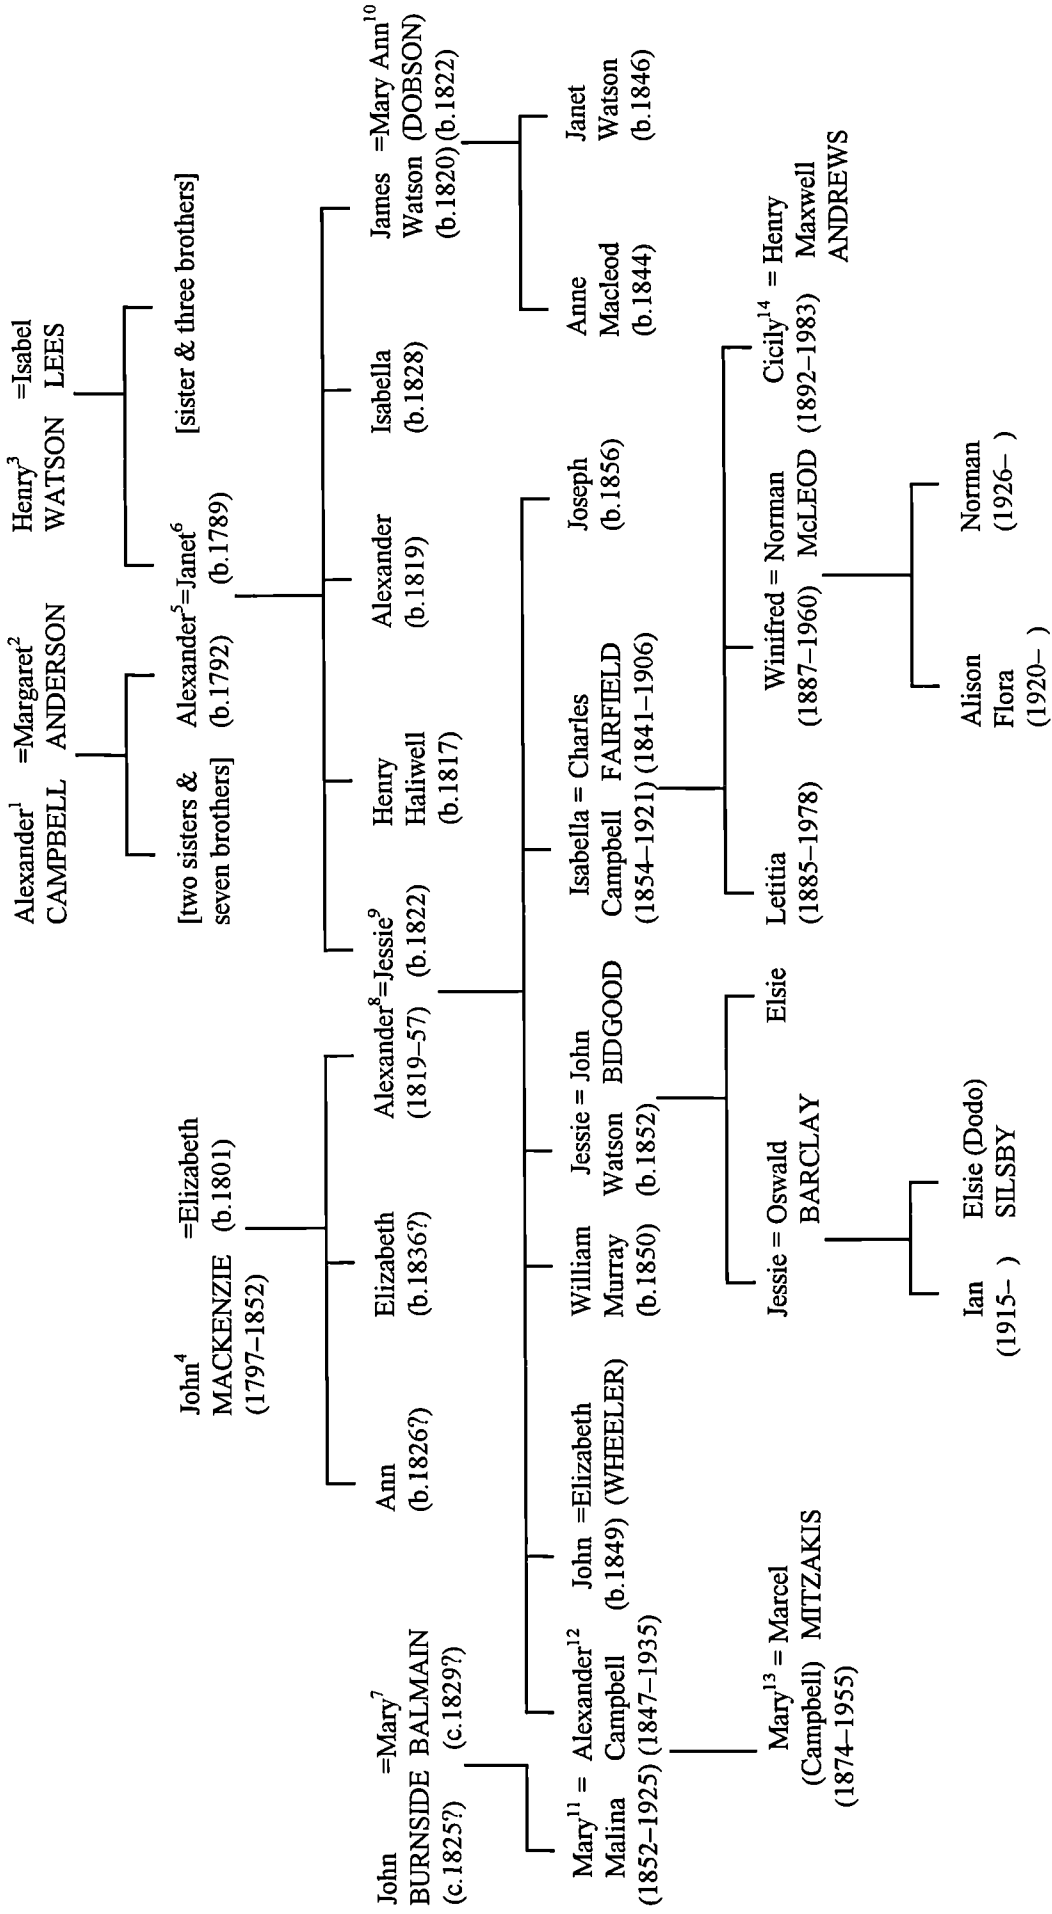 Alexander¹ =Margaret²
CAMPBELL ANDERSON
Henry³ =Isabel
WATSON LEES
John⁴ =Elizabeth
MACKENZIE (b.1801)
(1797–1852)
[two sisters &
seven brothers]
Alexander⁵=Janet⁶
(b.1792) (b.1789)
[sister & three brothers]
John =Mary⁷
BURNSIDE BALMAIN
(c.1825?) (c.1829?)
Ann
(b.1826?)
Elizabeth
(b.1836?)
Alexander⁸=Jessie⁹
(1819–57) (b.1822)
Henry
Haliwell
(b.1817)
Alexander
(b.1819)
Isabella
(b.1828)
James =Mary Ann¹⁰
Watson (DOBSON)
(b.1820) (b.1822)
Mary¹¹ = Alexander¹²
Malina Campbell
(1852–1925) (1847–1935)
John =Elizabeth
(b.1849) (WHEELER)
William
Murray
(b.1850)
Jessie = John
Watson BIDGOOD
(b.1852)
Isabella = Charles
Campbell FAIRFIELD
(1854–1921) (1841–1906)
Joseph
(b.1856)
Anne
Macleod
(b.1844)
Janet
Watson
(b.1846)
Mary¹³ = Marcel
(Campbell) MITZAKIS
(1874–1955)
Jessie = Oswald
BARCLAY
Elsie
Letitia
(1885–1978)
Winifred = Norman
(1887–1960) McLEOD
Cicily¹⁴ = Henry
(1892–1983) Maxwell
ANDREWS
Ian
(1915– )
Elsie (Dodo)
SILSBY
Alison
Flora
(1920– )
Norman
(1926– )